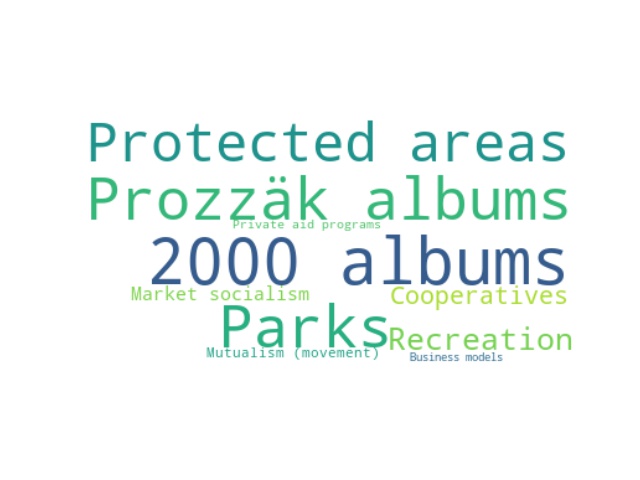 Protected areas
Prozzäk albums
Private aid programs
2000 albums
Market socialism
Cooperatives
Parks
Recreation
Mutualism (movement)
Business models